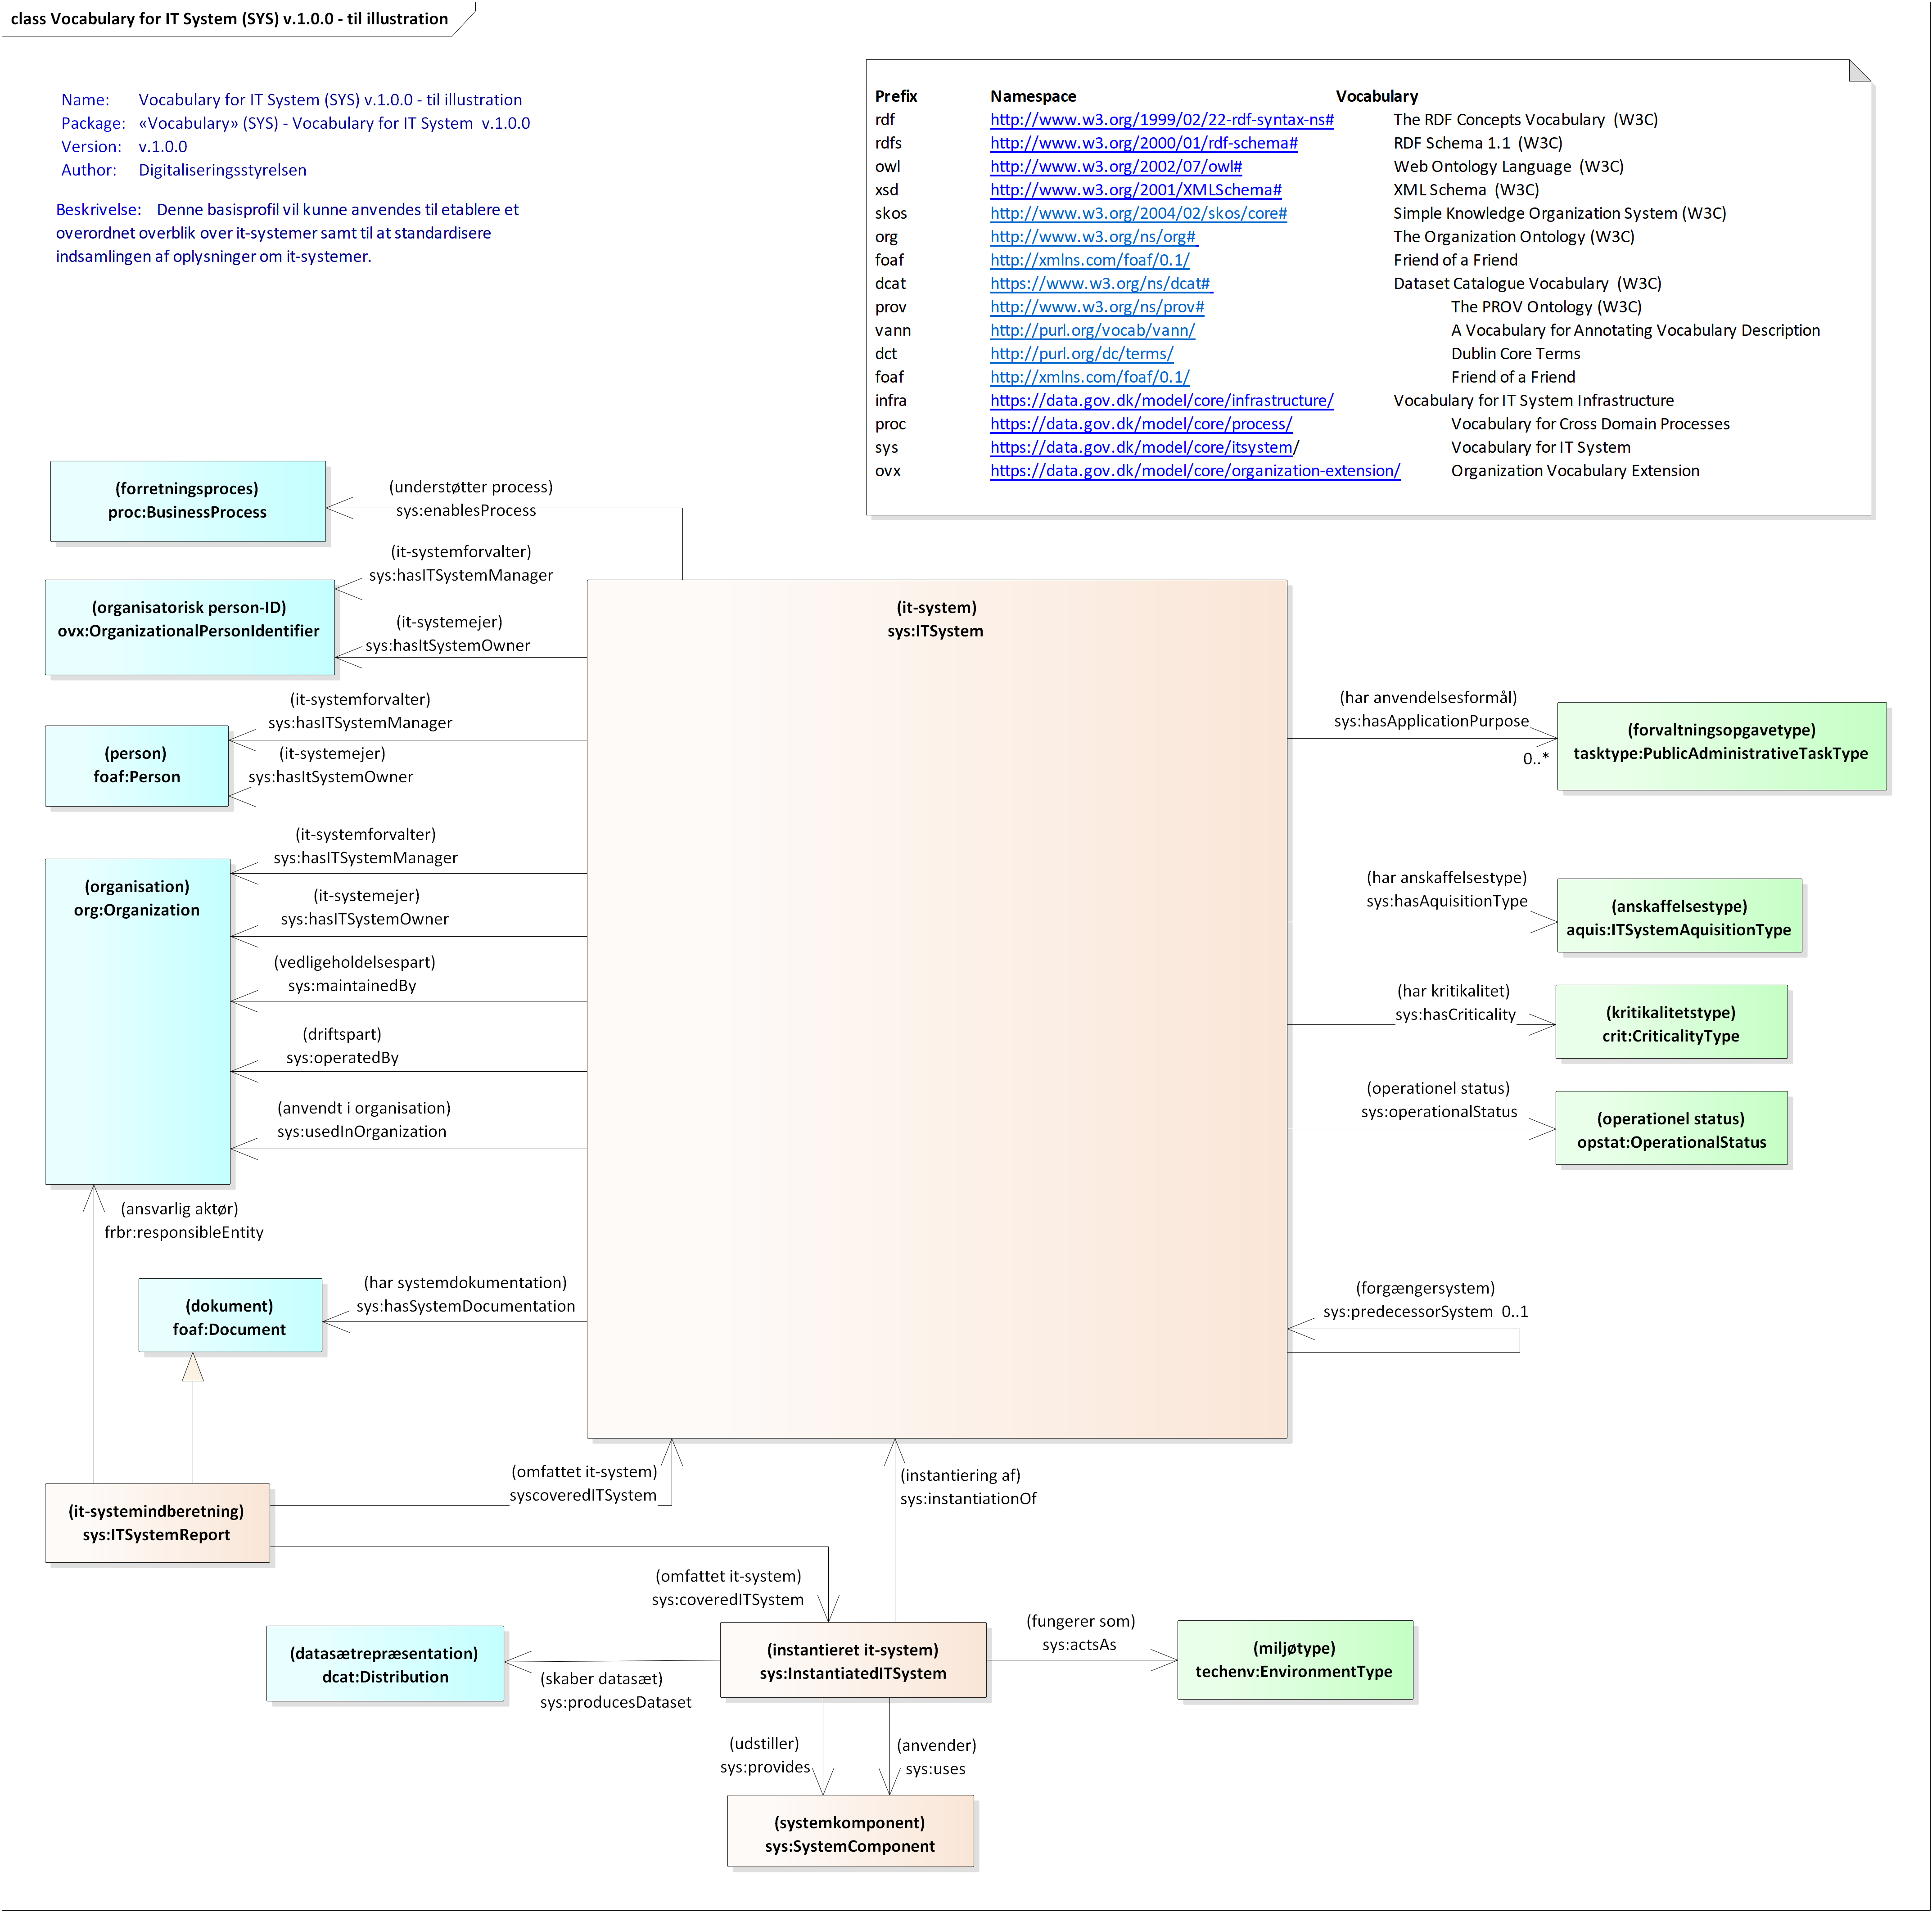 class Vocabulary for IT System (SYS) v.1.0.0 - til illustration
Name: Vocabulary for IT System (SYS) v.1.0.0 - til illustration
Package: «Vocabulary» (SYS) - Vocabulary for IT System v.1.0.0
Version: v.1.0.0
Author: Digitaliseringsstyrelsen
Beskrivelse: Denne basisprofil vil kunne anvendes til etablere et
overordnet overblik over it-systemer samt til at standardisere
indsamlingen af oplysninger om it-systemer.
Prefix Namespace Vocabulary
rdf http://www.w3.org/1999/02/22-rdf-syntax-ns# The RDF Concepts Vocabulary (W3C)
rdfs http://www.w3.org/2000/01/rdf-schema# RDF Schema 1.1 (W3C)
owl http://www.w3.org/2002/07/owl# Web Ontology Language (W3C)
xsd http://www.w3.org/2001/XMLSchema# XML Schema (W3C)
skos http://www.w3.org/2004/02/skos/core# Simple Knowledge Organization System (W3C)
org http://www.w3.org/ns/org# The Organization Ontology (W3C)
foaf http://xmlns.com/foaf/0.1/ Friend of a Friend
dcat https://www.w3.org/ns/dcat# Dataset Catalogue Vocabulary (W3C)
prov http://www.w3.org/ns/prov# The PROV Ontology (W3C)
vann http://purl.org/vocab/vann/ A Vocabulary for Annotating Vocabulary Description
dct http://purl.org/dc/terms/ Dublin Core Terms
foaf http://xmlns.com/foaf/0.1/ Friend of a Friend
infra https://data.gov.dk/model/core/infrastructure/ Vocabulary for IT System Infrastructure
proc https://data.gov.dk/model/core/process/ Vocabulary for Cross Domain Processes
sys https://data.gov.dk/model/core/itsystem/ Vocabulary for IT System
ovx https://data.gov.dk/model/core/organization-extension/ Organization Vocabulary Extension
(forretningsproces)
proc:BusinessProcess
(understøtter process)
sys:enablesProcess
(it-systemforvalter)
sys:hasITSystemManager
(organisatorisk person-ID)
ovx:OrganizationalPersonIdentifier
(it-systemejer)
sys:hasItSystemOwner
(it-system)
sys:ITSystem
(it-systemforvalter)
sys:hasITSystemManager
(person)
foaf:Person
(it-systemejer)
sys:hasItSystemOwner
(har anvendelsesformål)
sys:hasApplicationPurpose
0..*
(forvaltningsopgavetype)
tasktype:PublicAdministrativeTaskType
(it-systemforvalter)
sys:hasITSystemManager
(organisation)
org:Organization
(it-systemejer)
sys:hasITSystemOwner
(har anskaffelsestype)
sys:hasAquisitionType
(anskaffelsestype)
aquis:ITSystemAquisitionType
(vedligeholdelsespart)
sys:maintainedBy
(har kritikalitet)
sys:hasCriticality
(kritikalitetstype)
crit:CriticalityType
(driftspart)
sys:operatedBy
(operationel status)
sys:operationalStatus
(operationel status)
opstat:OperationalStatus
(anvendt i organisation)
sys:usedInOrganization
(ansvarlig aktør)
frbr:responsibleEntity
(dokument)
foaf:Document
(har systemdokumentation)
sys:hasSystemDocumentation
(forgængersystem)
sys:predecessorSystem 0..1
(omfattet it-system)
syscoveredITSystem
(instantiering af)
sys:instantiationOf
(it-systemindberetning)
sys:ITSystemReport
(omfattet it-system)
sys:coveredITSystem
(datasætrepræsentation)
dcat:Distribution
(skaber datasæt)
sys:producesDataset
(instantieret it-system)
sys:InstantiatedITSystem
(fungerer som)
sys:actsAs
(miljøtype)
techenv:EnvironmentType
(udstiller)
sys:provides
(anvender)
sys:uses
(systemkomponent)
sys:SystemComponent